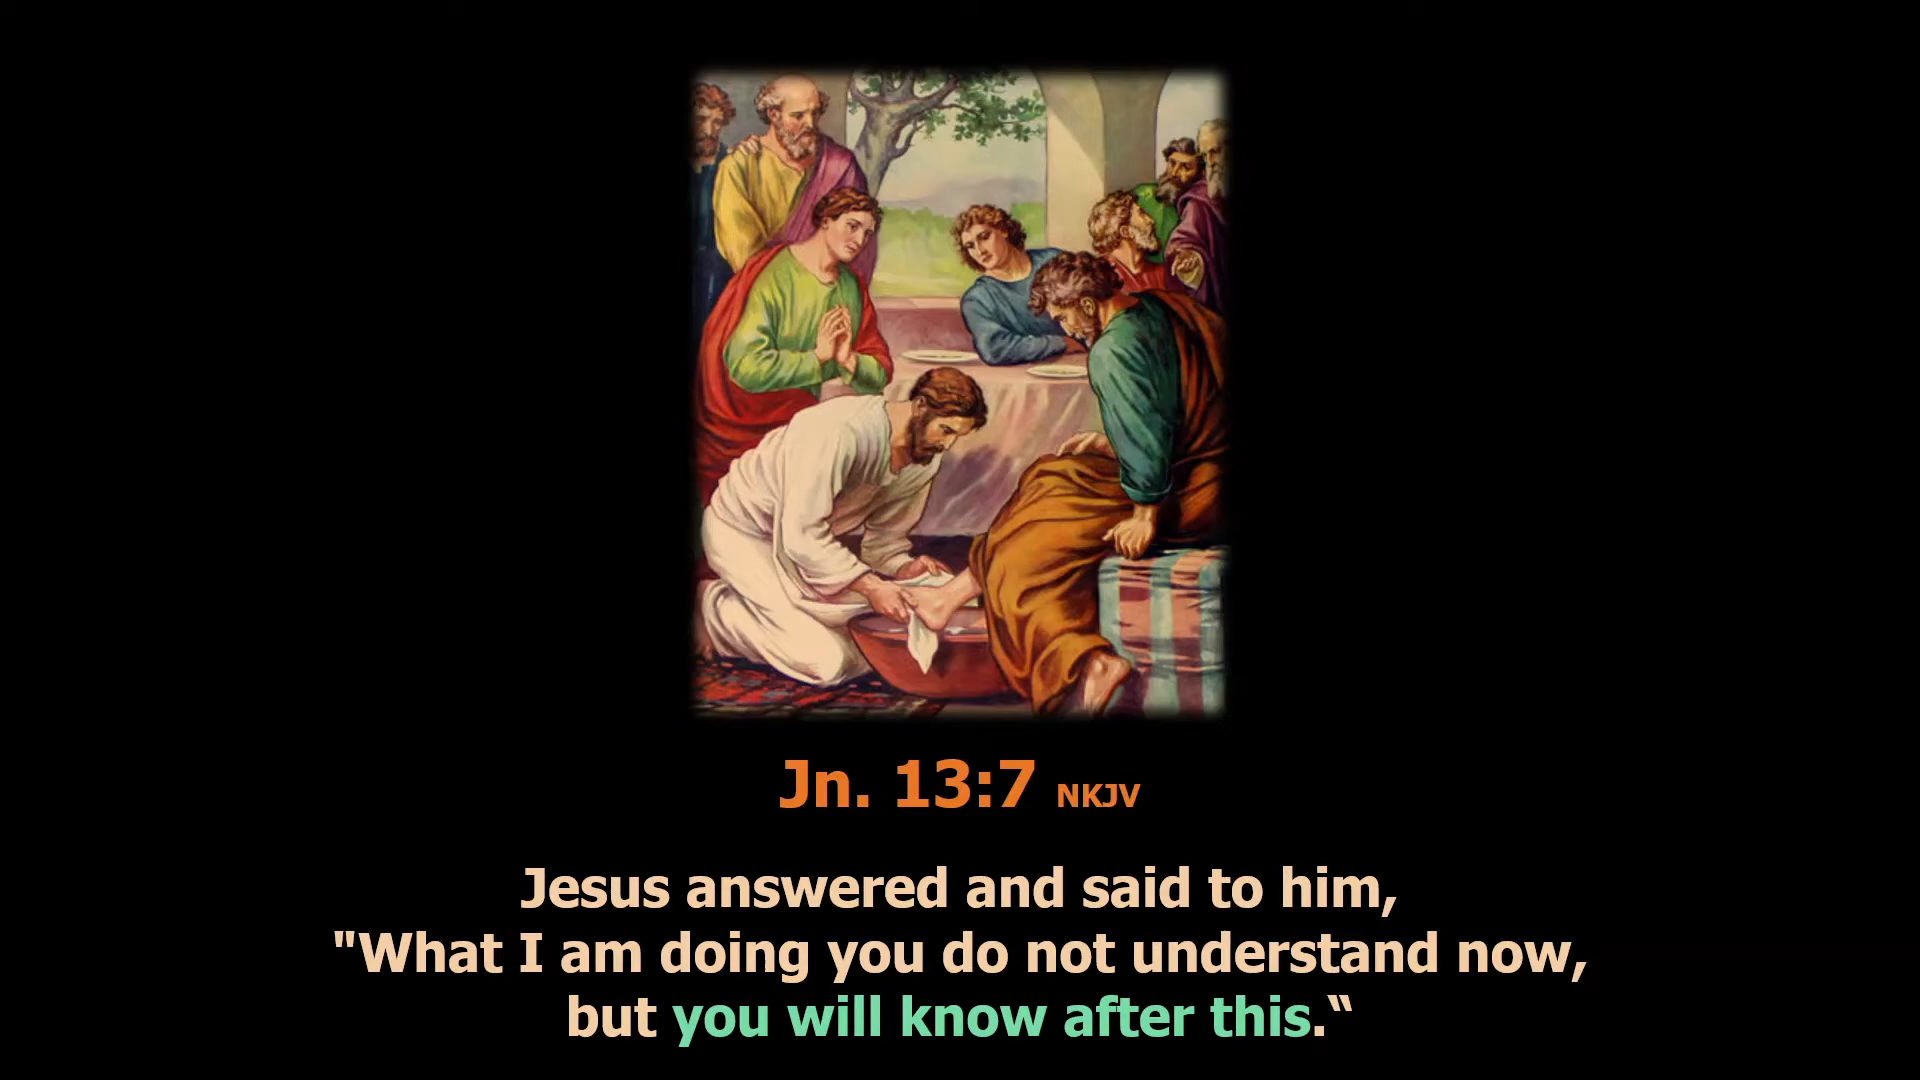 Jn. 13:7 NKJV
Jesus answered and said to him,
"What I am doing you do not understand now,
but you will know after this.“